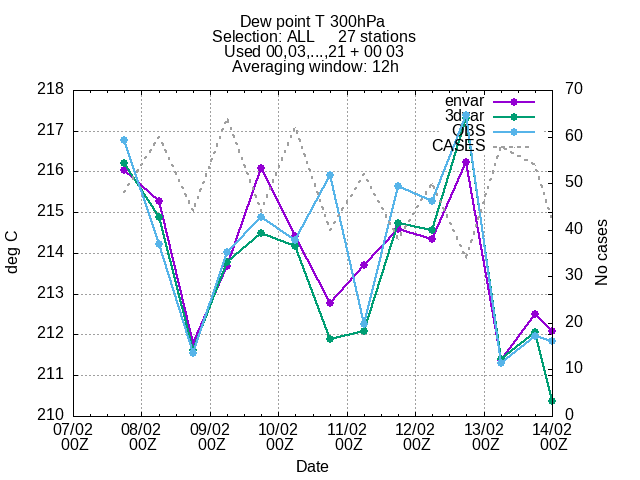 Dew point T 300hPa
Selection: ALL 27 stations
Used 00,03,...,21 + 00 03
Averaging window: 12h
218
217
216
215
214
213
212
211
210
70
60
50
40
30
20
10
0
deg C
No cases
envar
3dvar
OBS
CASES
07/02 08/02 09/02 10/02 11/02 12/02 13/02 14/02
00Z 00Z 00Z 00Z 00Z 00Z 00Z 00Z
Date